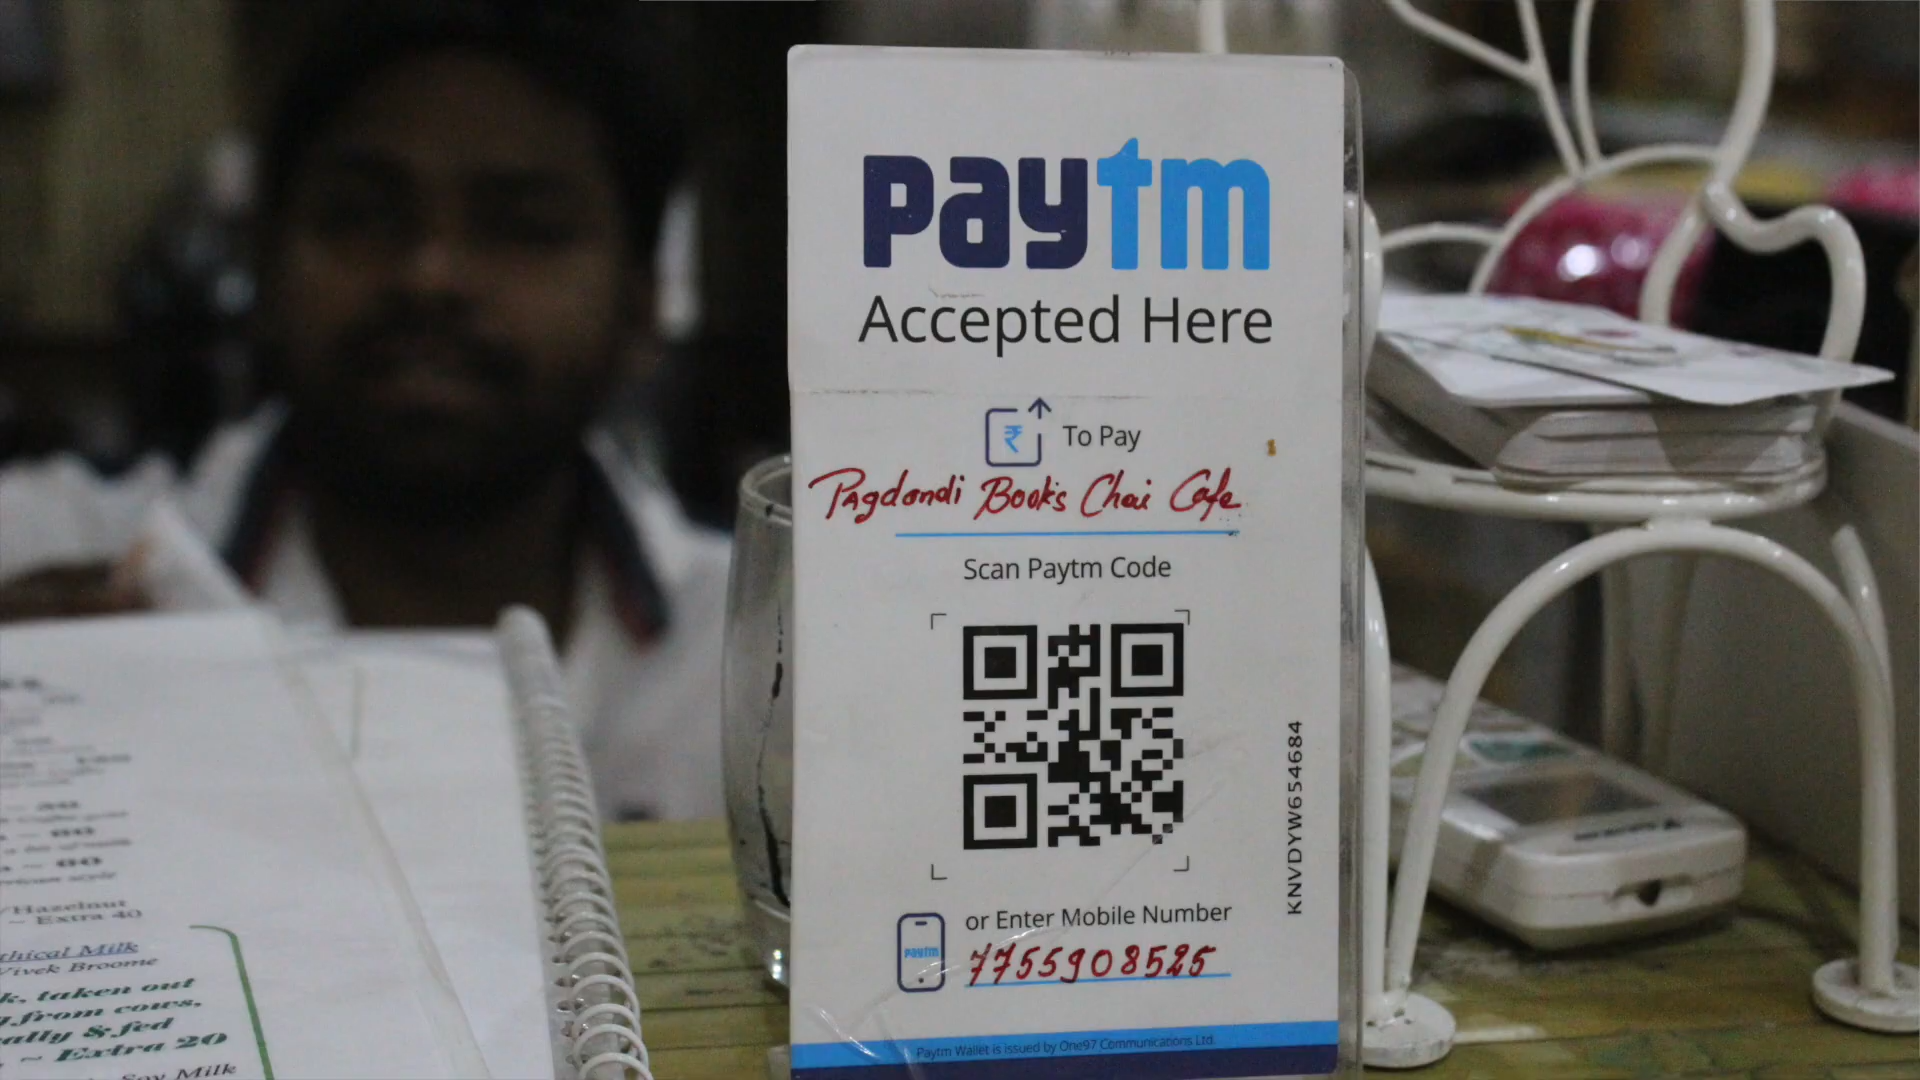 paytm
Accepted Here
To Pay
Pagdandi Books Chai Cafe
Scan Paytm Code
KNVDYW654684
or Enter Mobile Number
paytm
7755908525
Paytm Wallet is issued by One97 Communications Ltd.
/Hazelnut
~ Extra 40
thical Milk
Vivek Broome
k, taken out
from cows,
ally & fed
~ Extra 20
Soy Milk